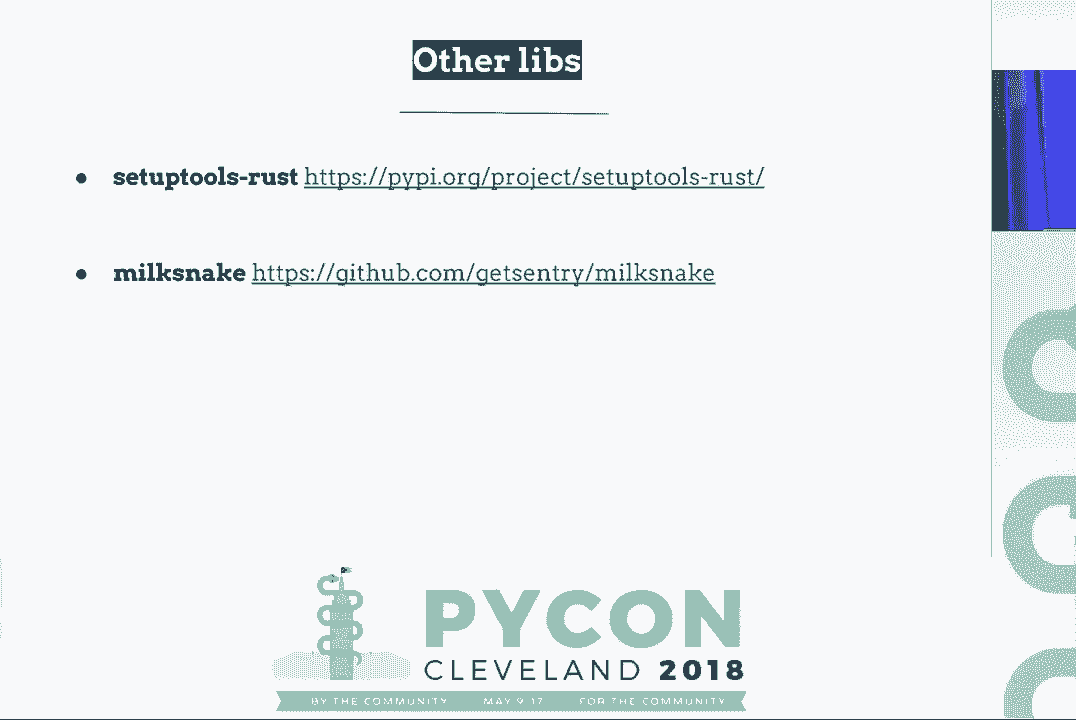 Other libs
setuptools-rust https://pypi.org/project/setuptools-rust/
milksnake https://github.com/getsentry/milksnake
PYCON
CLEVELAND 2018
BY THE COMMUNITY MAY 9-17 FOR THE COMMUNITY